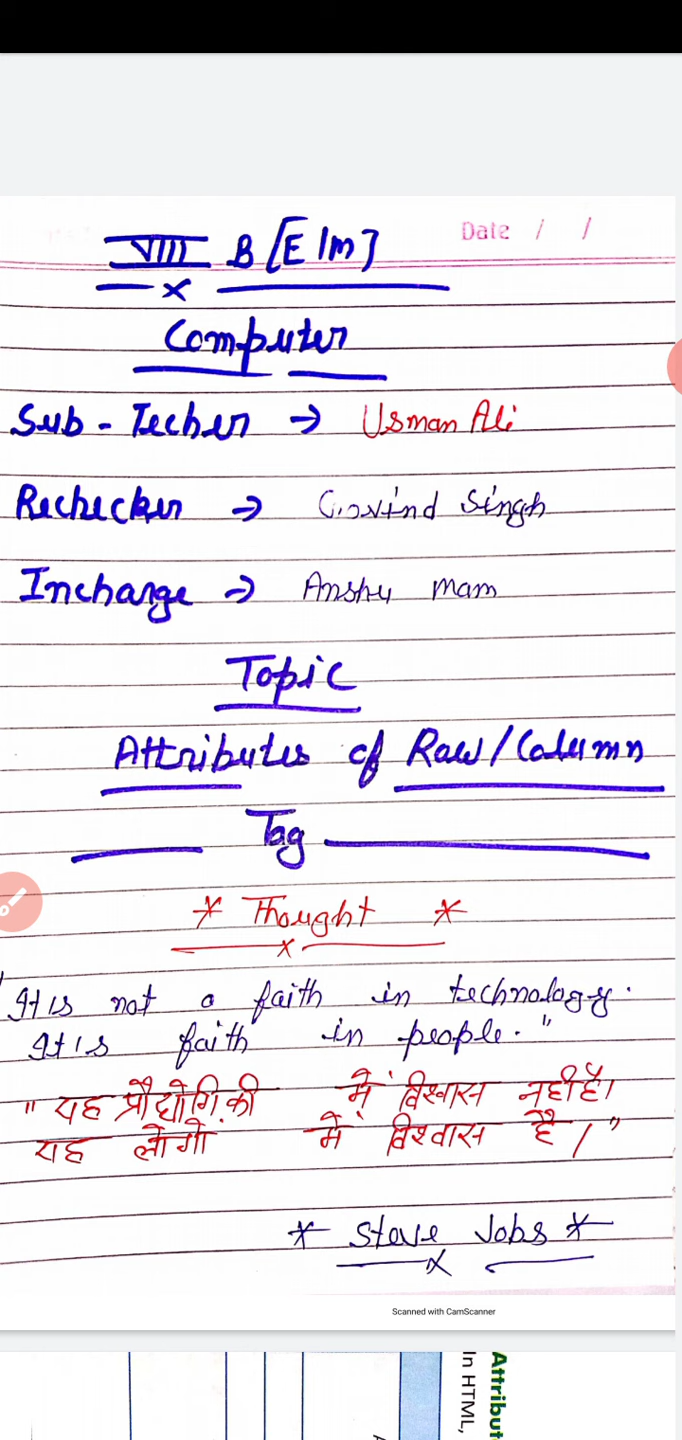 VIII B [E/m]
Date / /
Computer
Sub - Techer → Usman Ali
Rechecker → Govind Singh
Incharge → Anshu mam
Topic
Attributes of Raw/Column
Tag
* Thought *
"It is not a faith in technology.
It is faith in people."
"यह प्रौद्योगिकी में विश्वास नहीं है।
यह लोगों में विश्वास है।"
* Steve Jobs *
Scanned with CamScanner
Attribut
In HTML,